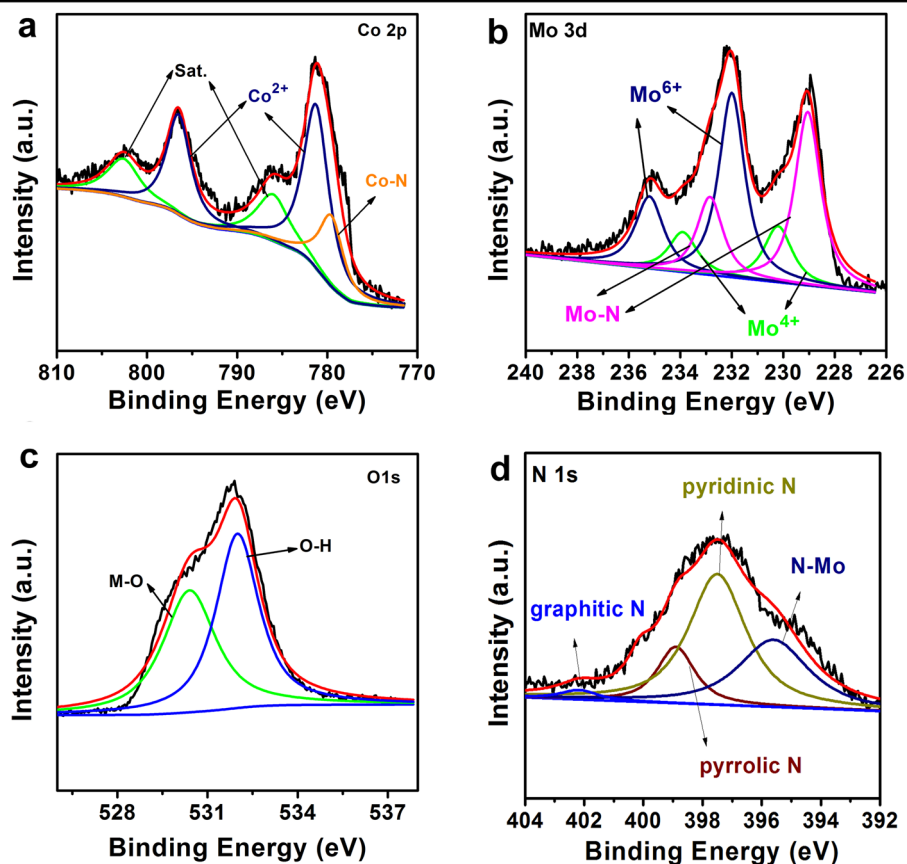 a
Co 2p
Sat.
Co2+
Co-N
Intensity (a.u.)
810 800 790 780 770
Binding Energy (eV)
b
Mo 3d
Mo6+
Mo-N
Mo4+
Intensity (a.u.)
240 238 236 234 232 230 228 226
Binding Energy (eV)
c
O1s
M-O
O-H
Intensity (a.u.)
528 532 534 537
Binding Energy (eV)
d
N 1s
pyridinic N
N-Mo
graphitic N
pyrrolic N
Intensity (a.u.)
404 402 400 398 396 394 392
Binding Energy (eV)